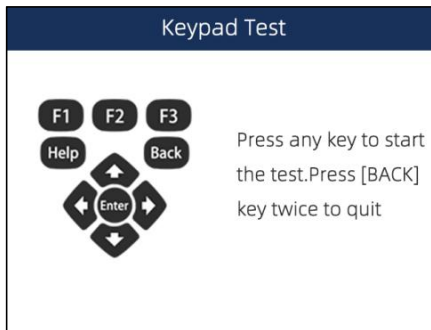 Keypad Test
F1 F2 F3
Help Back
Enter
Press any key to start
the test.Press [BACK]
key twice to quit